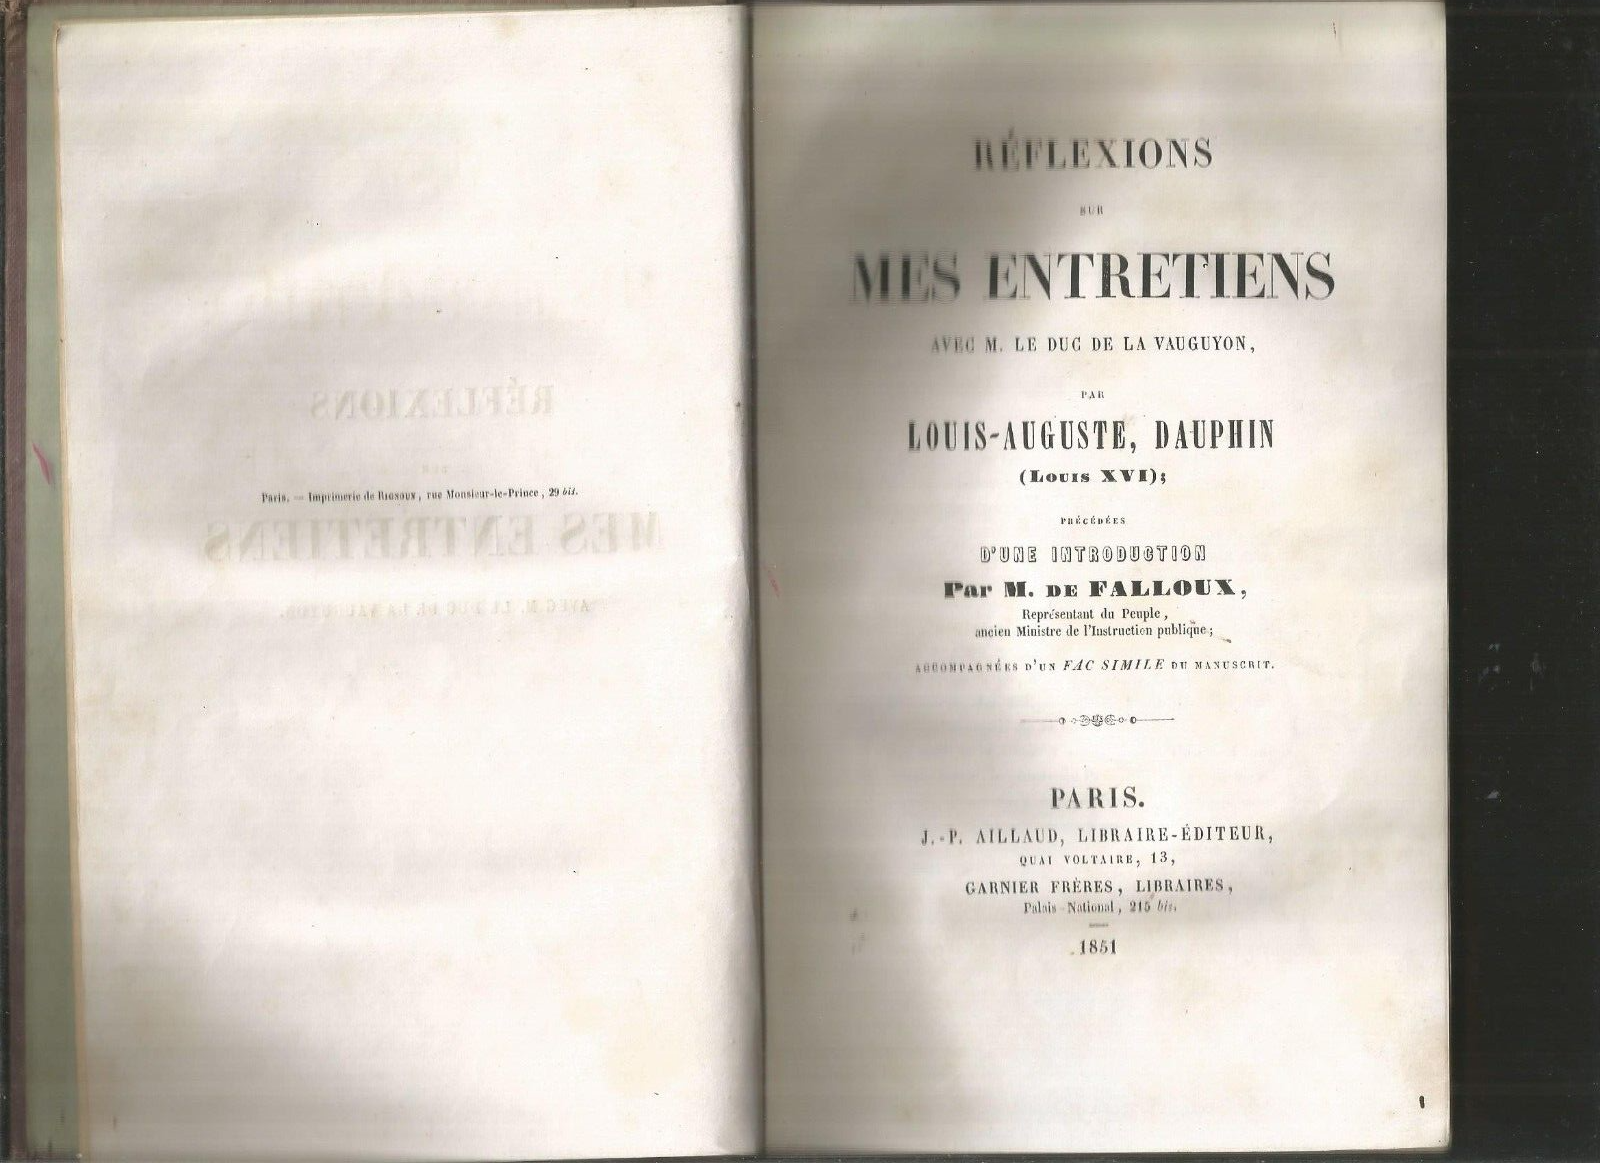 Paris. — Imprimerie de RIGNOUX, rue Monsieur-le-Prince, 29 bis.
RÉFLEXIONS
SUR
MES ENTRETIENS
AVEC M. LE DUC DE LA VAUGUYON,
PAR
LOUIS-AUGUSTE, DAUPHIN
(LOUIS XVI);
PRÉCÉDÉES
D'UNE INTRODUCTION
Par M. DE FALLOUX,
Représentant du Peuple,
ancien Ministre de l'Instruction publique;
ACCOMPAGNÉES D'UN FAC SIMILE DU MANUSCRIT.
PARIS.
J.-P. AILLAUD, LIBRAIRE-ÉDITEUR,
QUAI VOLTAIRE, 13,
GARNIER FRÈRES, LIBRAIRES,
Palais-National, 215 bis.
1851